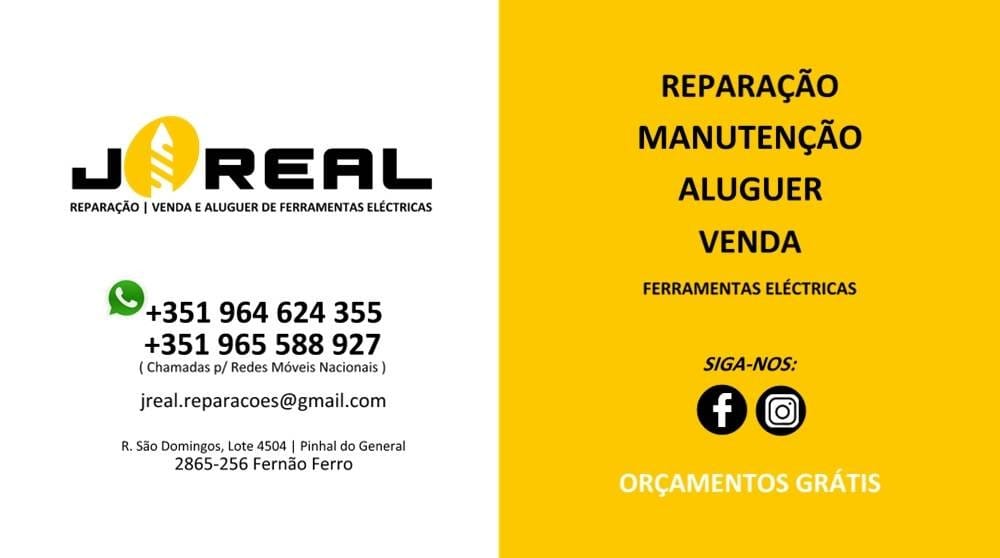 J REAL
REPARAÇÃO | VENDA E ALUGUER DE FERRAMENTAS ELÉCTRICAS
+351 964 624 355
+351 965 588 927
( Chamadas p/ Redes Móveis Nacionais )
jreal.reparacoes@gmail.com
R. São Domingos, Lote 4504 | Pinhal do General
2865-256 Fernão Ferro
REPARAÇÃO
MANUTENÇÃO
ALUGUER
VENDA
FERRAMENTAS ELÉCTRICAS
SIGA-NOS:
ORÇAMENTOS GRÁTIS